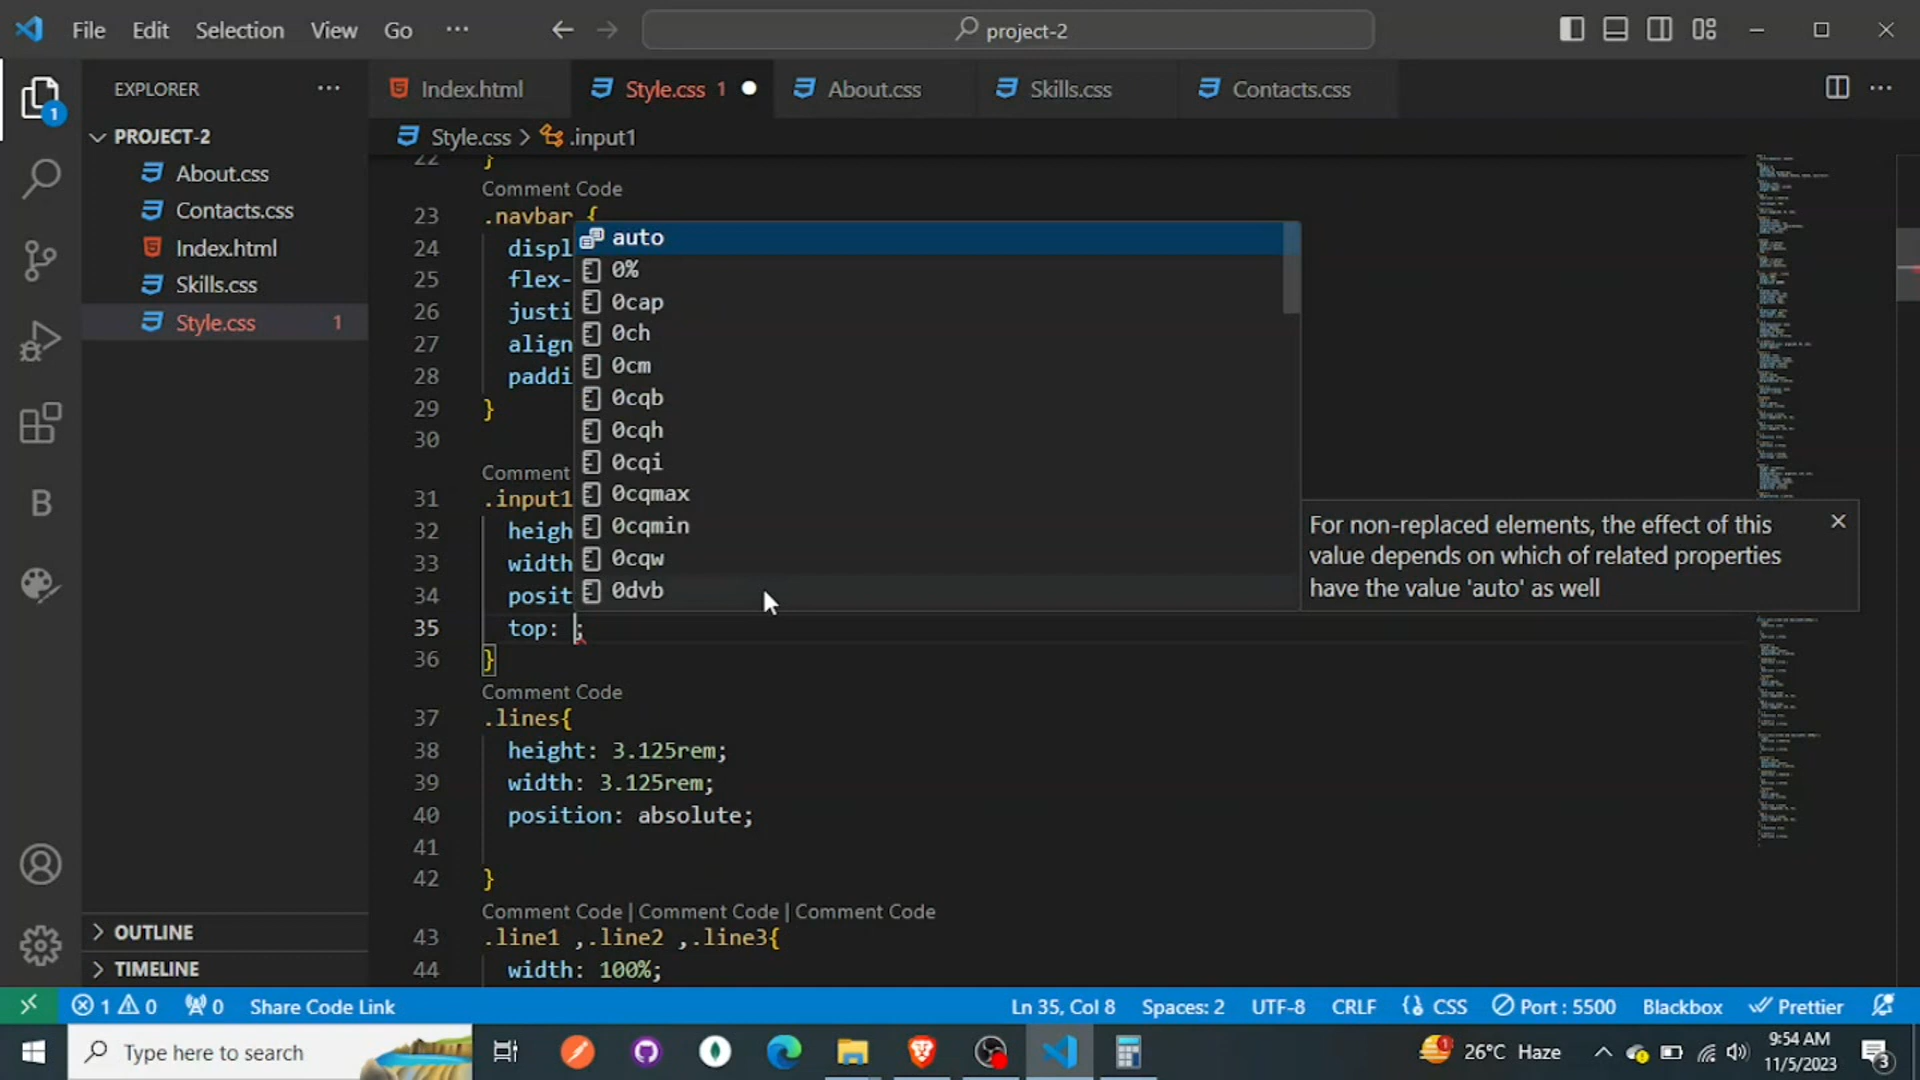 File Edit Selection View Go ··· project-2
EXPLORER ···
Index.html Style.css 1 About.css Skills.css Contacts.css ···
PROJECT-2
Style.css > .input1
About.css
Contacts.css
Index.html
Skills.css
Style.css 1
1
22 }
Comment Code
23 .navbar {
24 displ
25 flex-
26 justi
27 align
28 paddi
29 }
30
Comment
31 .input1
32 heigh
33 width
34 posit
35 top: ;
36 }
auto
0%
0cap
0ch
0cm
0cqb
0cqh
0cqi
0cqmax
0cqmin
0cqw
0dvb
For non-replaced elements, the effect of this
value depends on which of related properties
have the value 'auto' as well
Comment Code
37 .lines{
38 height: 3.125rem;
39 width: 3.125rem;
40 position: absolute;
41
42 }
Comment Code | Comment Code | Comment Code
43 .line1 ,.line2 ,.line3{
44 width: 100%;
B
OUTLINE
TIMELINE
1 0 0 Share Code Link Ln 35, Col 8 Spaces: 2 UTF-8 CRLF {} CSS Port : 5500 Blackbox Prettier
Type here to search 1 26°C Haze 9:54 AM
11/5/2023 3